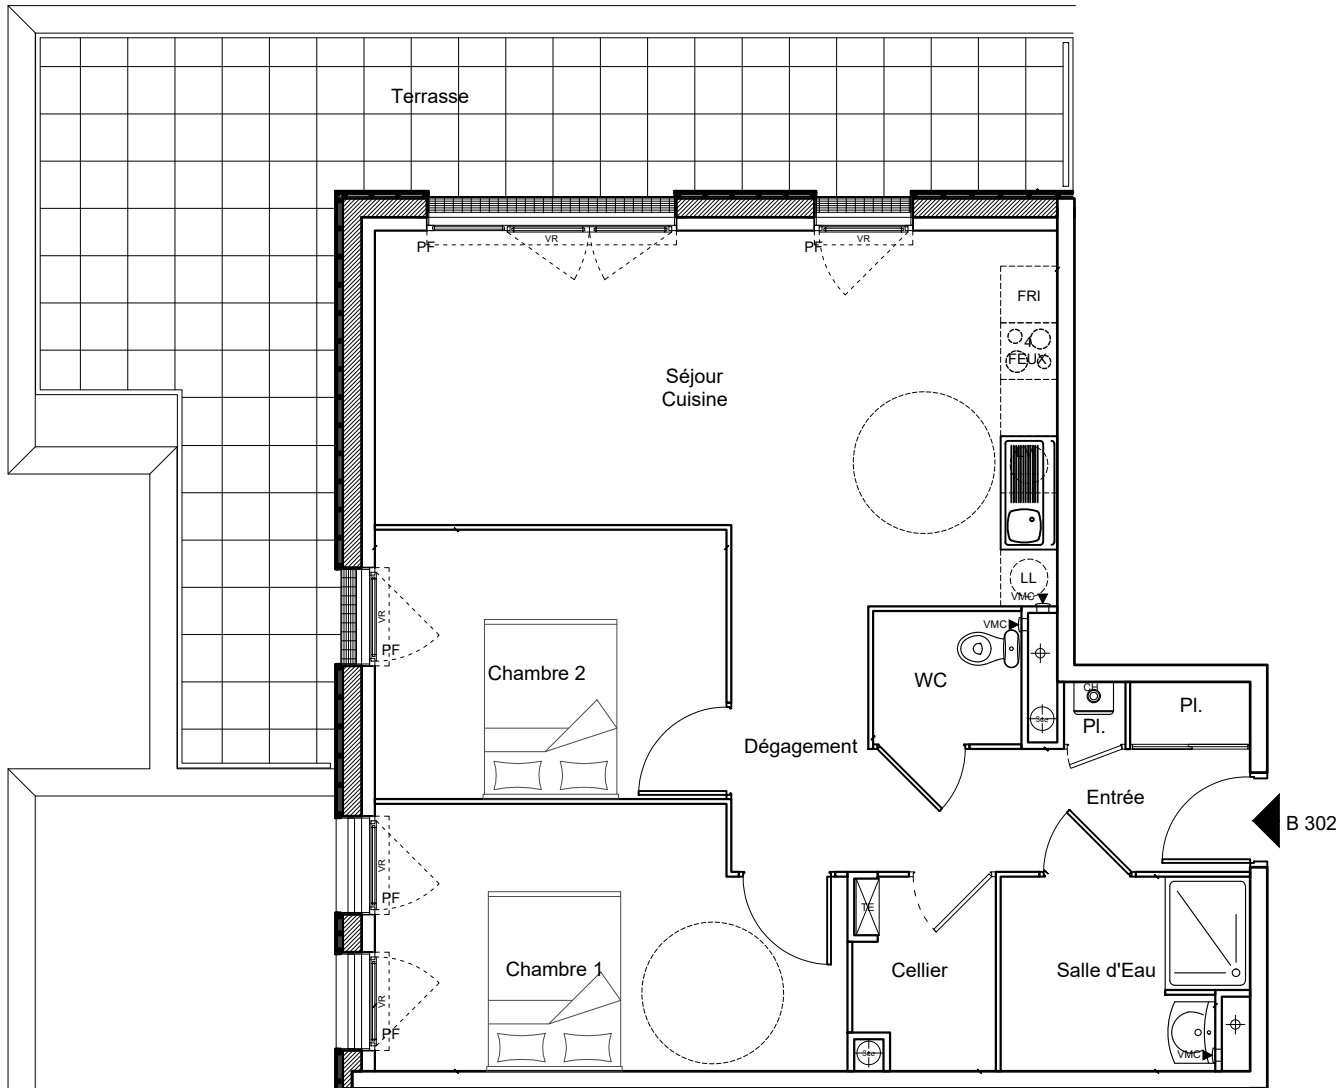 Terrasse
PF
VR
PF
VR
FRI
4
FEUX
Séjour
Cuisine
LL
VMC
VMC
VR
PF
Chambre 2
WC
CH
Pl.
Pl.
Dégagement
Entrée
B 302
VR
PF
TE
Chambre 1
Cellier
Salle d'Eau
VR
PF
VMC